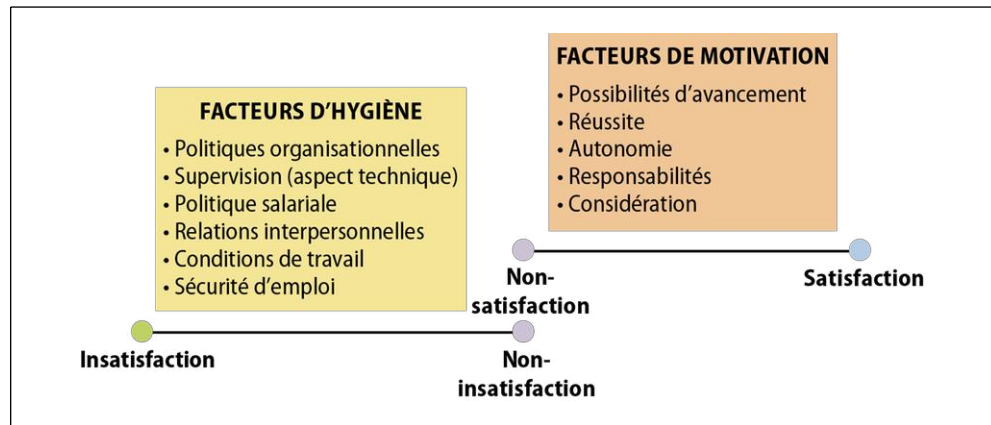 FACTEURS D'HYGIÈNE
• Politiques organisationnelles
• Supervision (aspect technique)
• Politique salariale
• Relations interpersonnelles
• Conditions de travail
• Sécurité d'emploi
FACTEURS DE MOTIVATION
• Possibilités d'avancement
• Réussite
• Autonomie
• Responsabilités
• Considération
Non-
satisfaction
Satisfaction
Insatisfaction
Non-
insatisfaction